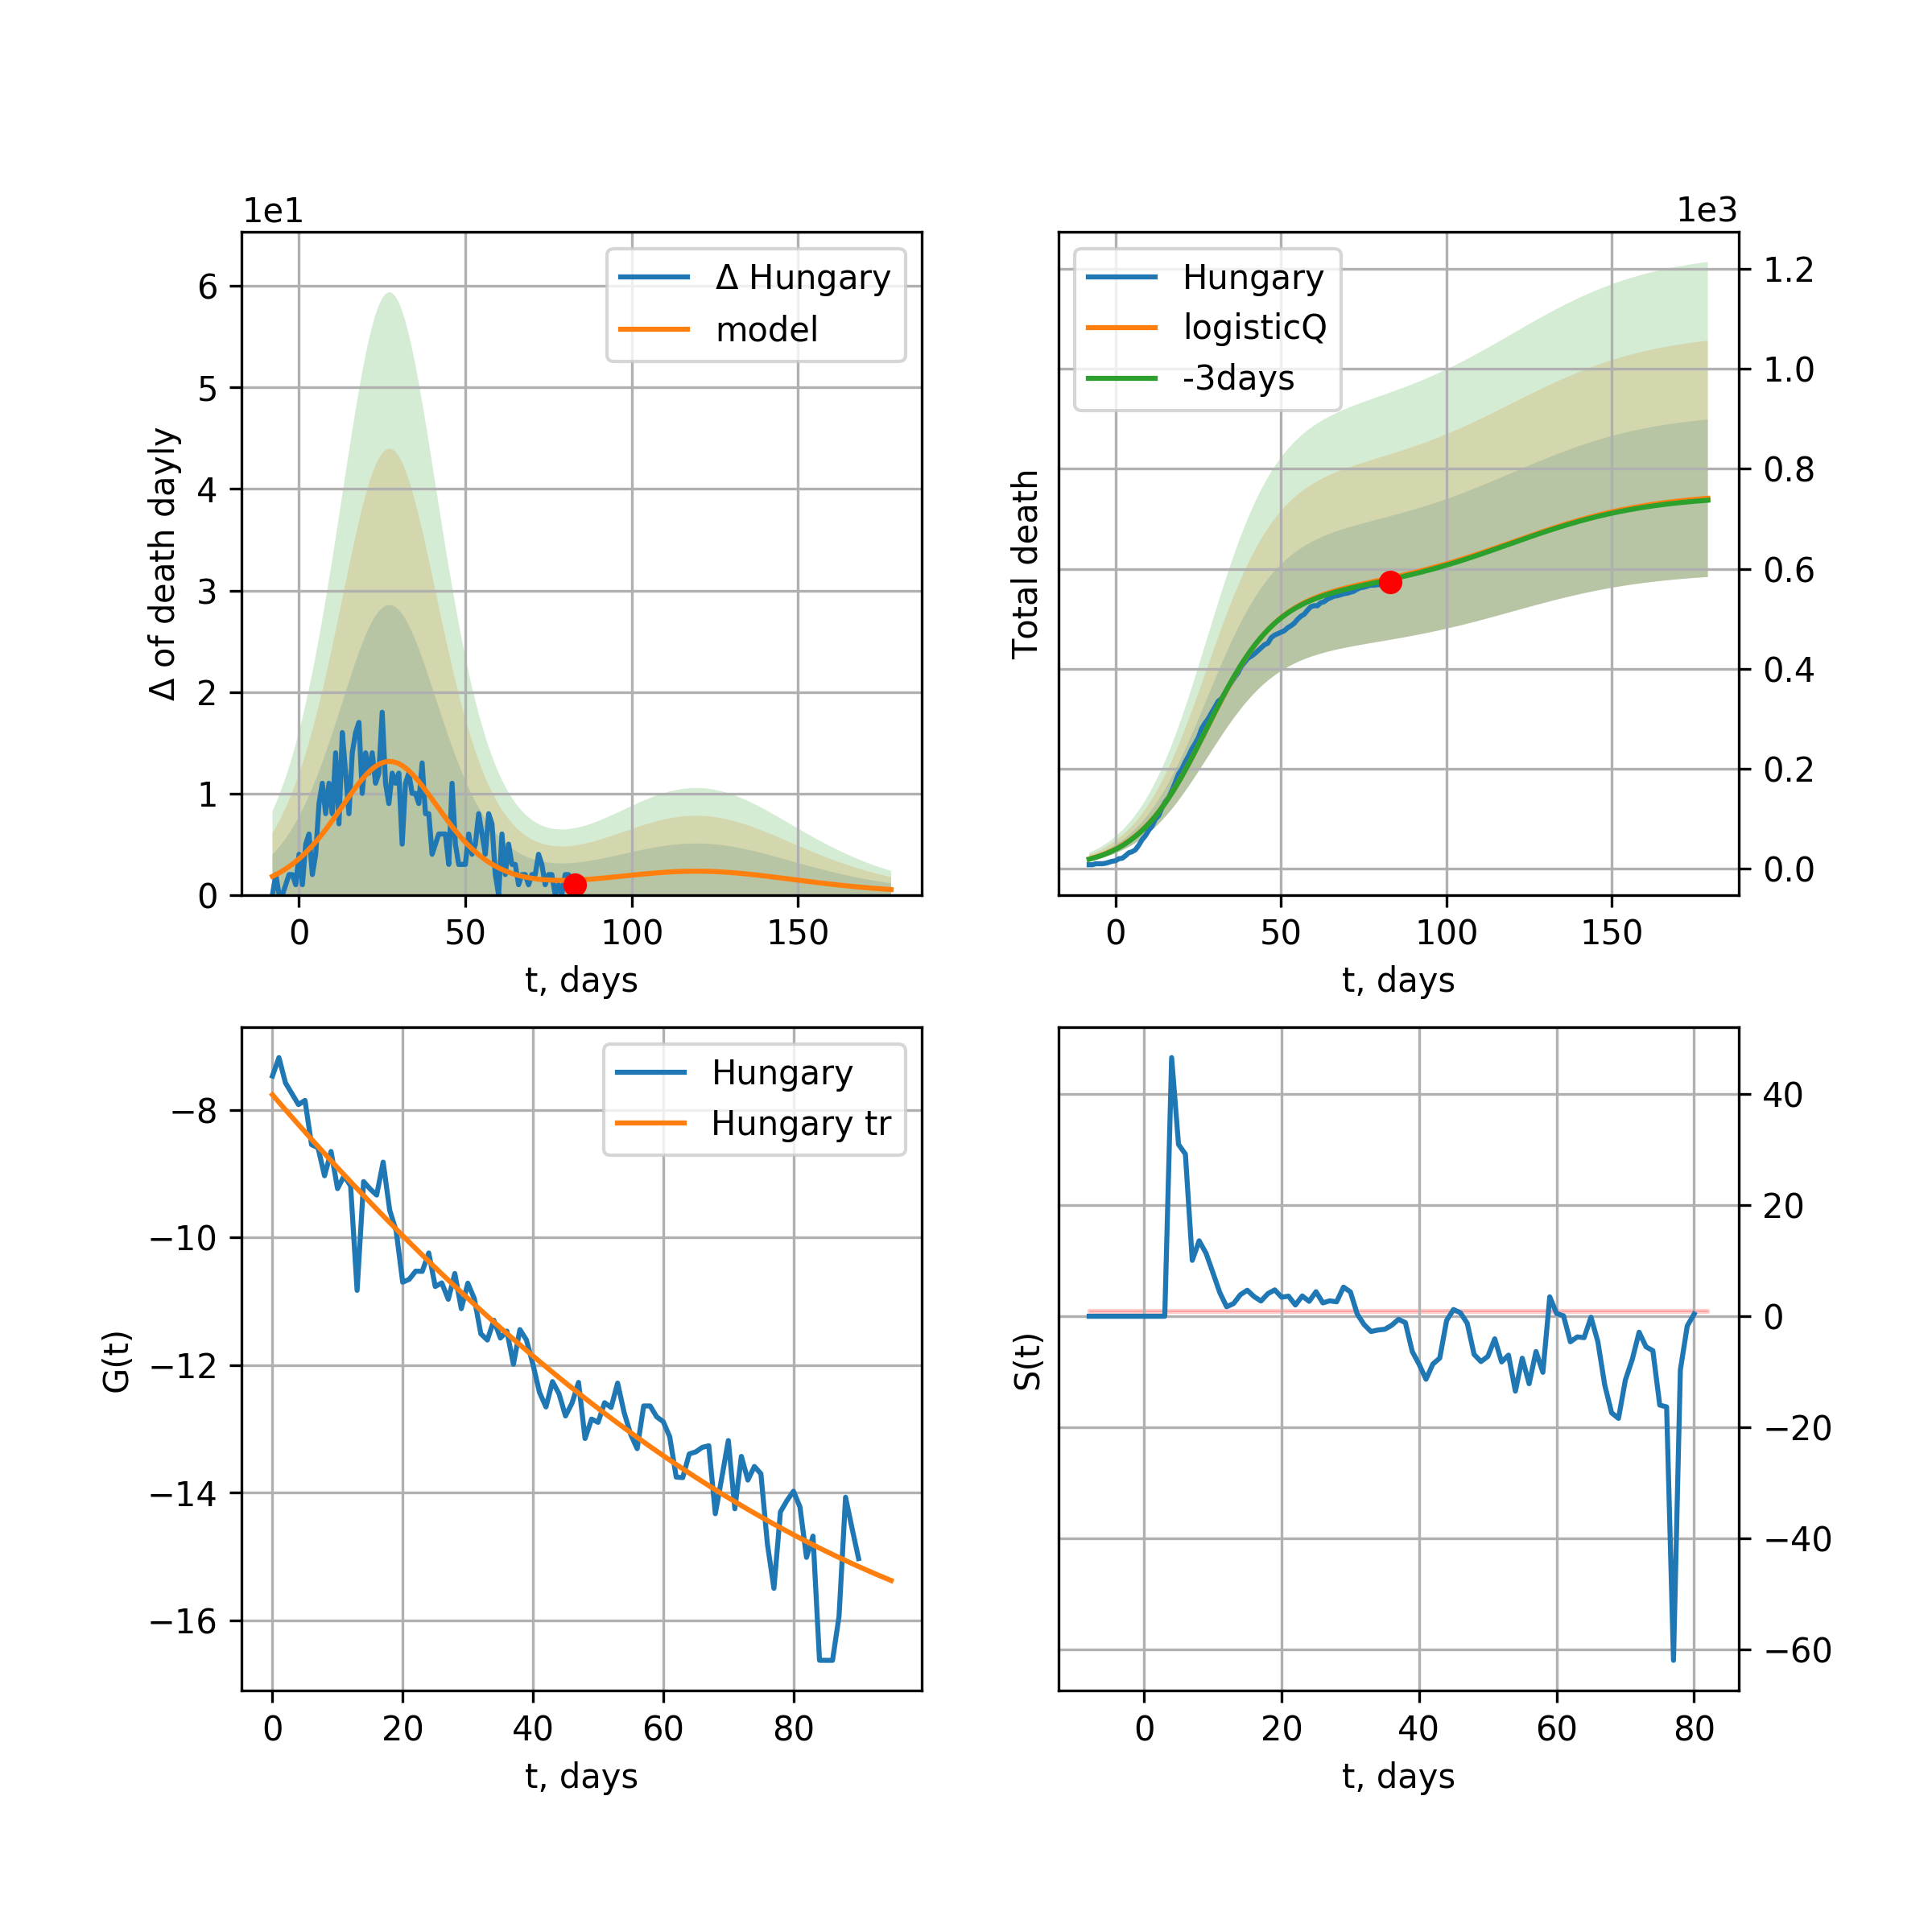 1e1
Δ Hungary
model
6
5
4
3
2
1
0
Δ of death dayly
0 50 100 150
t, days
1e3
Hungary
logisticQ
-3days
1.2
1.0
0.8
0.6
0.4
0.2
0.0
Total death
0 50 100 150
t, days
Hungary
Hungary tr
−8
−10
−12
−14
−16
G(t)
0 20 40 60 80
t, days
40
20
0
−20
−40
−60
S(t)
0 20 40 60 80
t, days